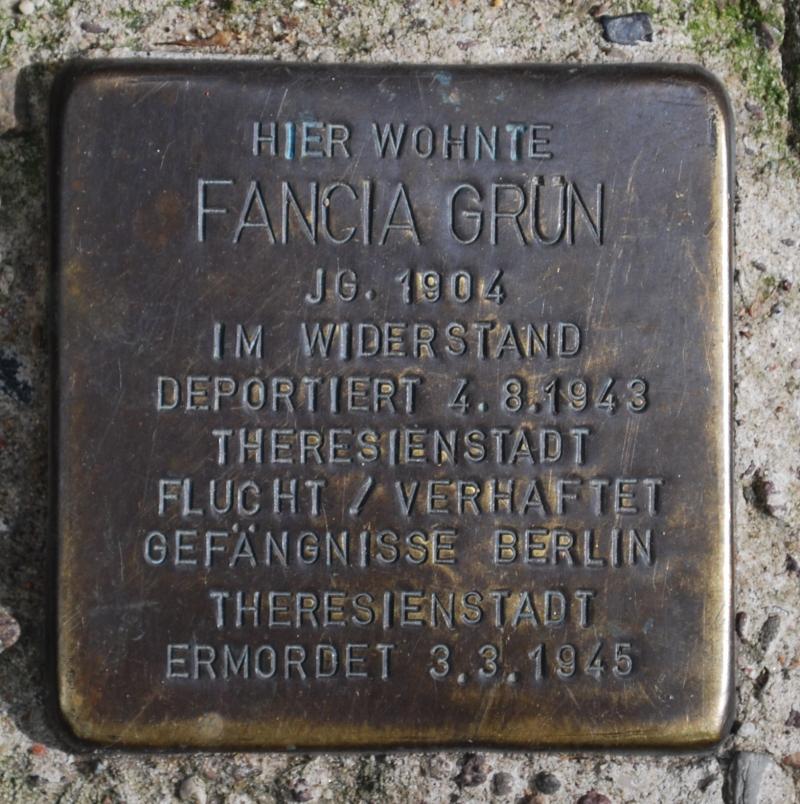 HIER WOHNTE
FANCIA GRÜN
JG. 1904
IM WIDERSTAND
DEPORTIERT 4.8.1943
THERESIENSTADT
FLUCHT / VERHAFTET
GEFÄNGNISSE BERLIN
THERESIENSTADT
ERMORDET 3.3.1945